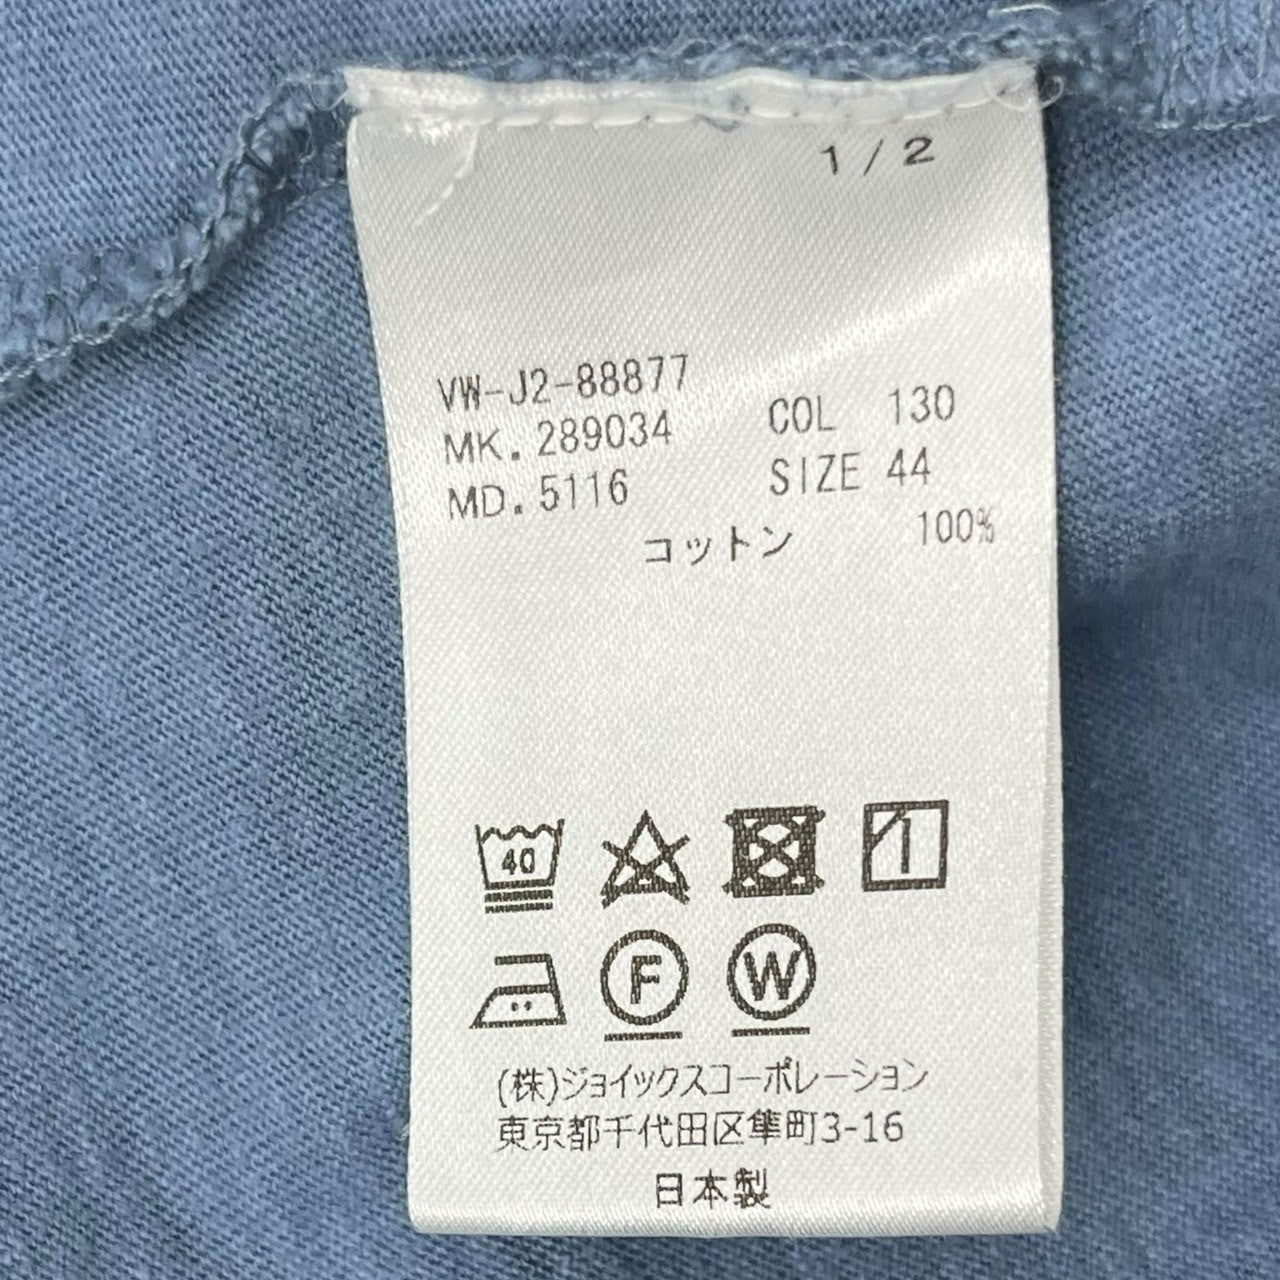 1/2
VW-J2-88877
MK. 289034 COL 130
MD. 5116 SIZE 44
コットン 100%
40
F W
(株)ジョイックスコーポレーション
東京都千代田区隼町3-16
日本製